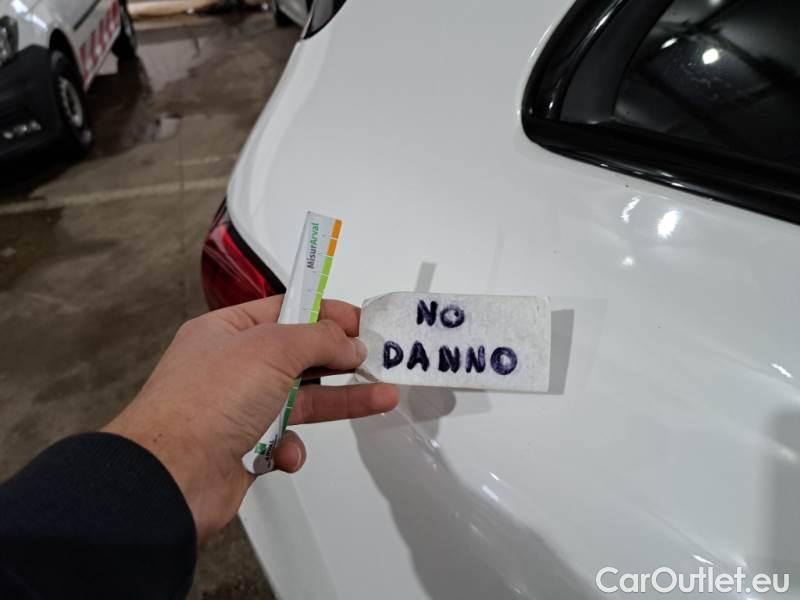 MisurArval
NO
DANNO
CarOutlet.eu